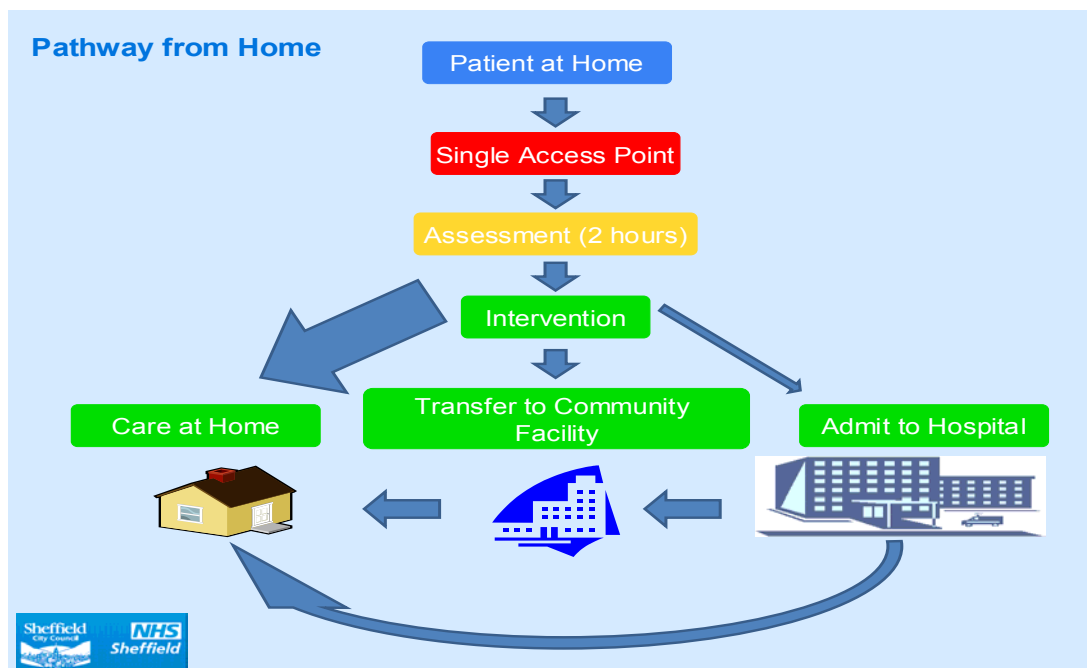 Pathway from Home
Patient at Home
Single Access Point
Assessment (2 hours)
Intervention
Transfer to Community
Facility
Care at Home
Admit to Hospital
Sheffield
City Council
NHS
Sheffield